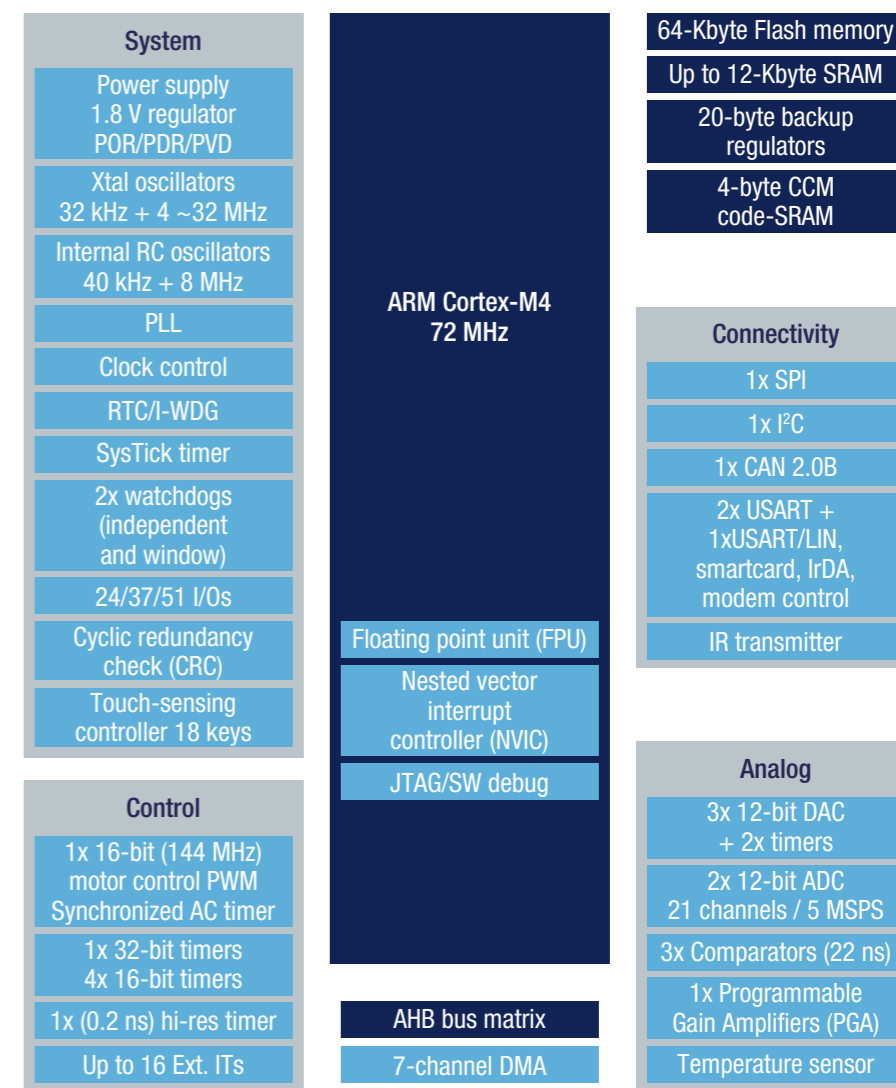 System
Power supply
1.8 V regulator
POR/PDR/PVD
Xtal oscillators
32 kHz + 4 ~32 MHz
Internal RC oscillators
40 kHz + 8 MHz
PLL
Clock control
RTC/I-WDG
SysTick timer
2x watchdogs
(independent
and window)
24/37/51 I/Os
Cyclic redundancy
check (CRC)
Touch-sensing
controller 18 keys
Control
1x 16-bit (144 MHz)
motor control PWM
Synchronized AC timer
1x 32-bit timers
4x 16-bit timers
1x (0.2 ns) hi-res timer
Up to 16 Ext. ITs
ARM Cortex-M4
72 MHz
Floating point unit (FPU)
Nested vector
interrupt
controller (NVIC)
JTAG/SW debug
AHB bus matrix
7-channel DMA
64-Kbyte Flash memory
Up to 12-Kbyte SRAM
20-byte backup
regulators
4-byte CCM
code-SRAM
Connectivity
1x SPI
1x I²C
1x CAN 2.0B
2x USART +
1xUSART/LIN,
smartcard, IrDA,
modem control
IR transmitter
Analog
3x 12-bit DAC
+ 2x timers
2x 12-bit ADC
21 channels / 5 MSPS
3x Comparators (22 ns)
1x Programmable
Gain Amplifiers (PGA)
Temperature sensor